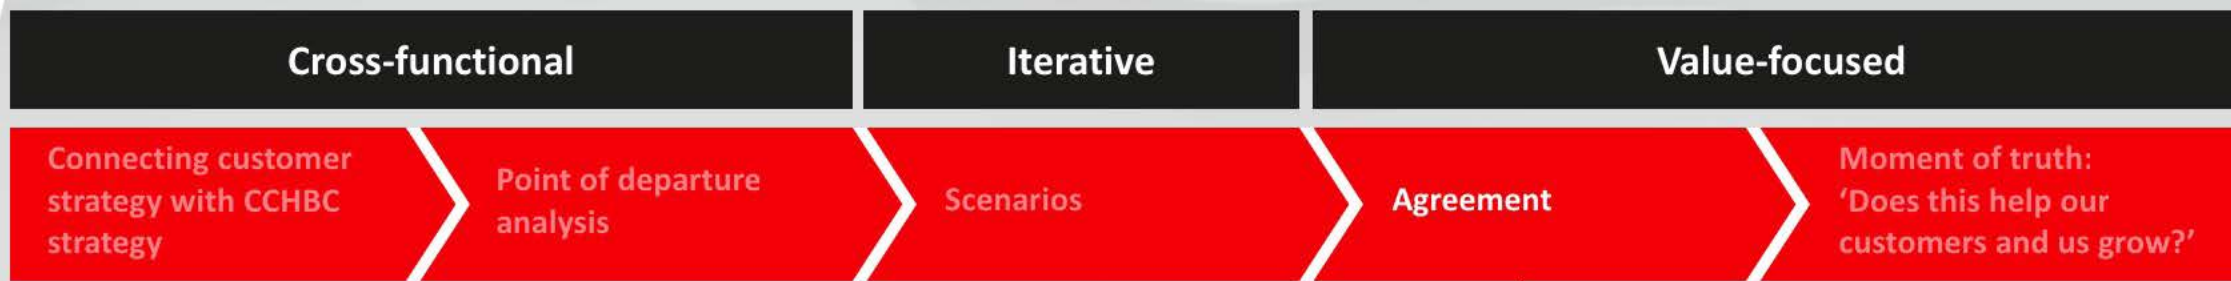 Cross-functional
Iterative
Value-focused
Connecting customer
strategy with CCHBC
strategy
Point of departure
analysis
Scenarios
Agreement
Moment of truth:
‘Does this help our
customers and us grow?’